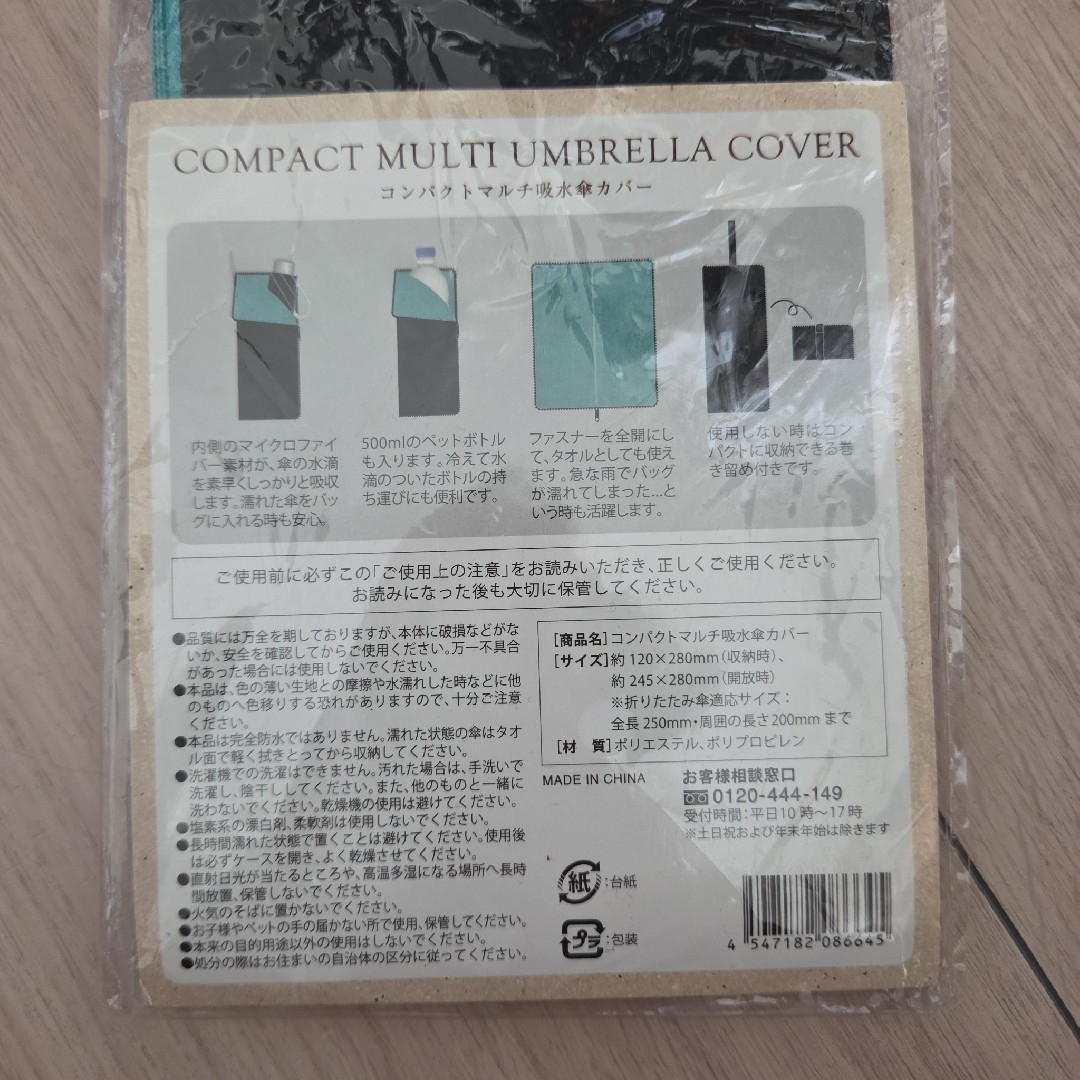 COMPACT MULTI UMBRELLA COVER
コンパクトマルチ吸水傘カバー
内側のマイクロファイ
バー素材が、傘の水滴
を素早くしっかりと吸収
します。濡れた傘をバッ
グに入れる時も安心。
500mlのペットボトル
も入ります。冷えて水
滴のついたボトルの持
ち運びにも便利です。
ファスナーを全開にし
て、タオルとしても使え
ます。急な雨でバッグ
が濡れてしまった...と
いう時も活躍します。
使用しない時はコン
パクトに収納できる巻
き留め付きです。
ご使用前に必ずこの「ご使用上の注意」をお読みいただき、正しくご使用ください。
お読みになった後も大切に保管してください。
●品質には万全を期しておりますが、本体に破損などがな
いか、安全を確認してからご使用ください。万一不具合
があった場合には使用しないでください。
●本品は、色の薄い生地との摩擦や水濡れした時などに他
のものへ色移りする恐れがありますので、十分ご注意
ください。
●本品は完全防水ではありません。濡れた状態の傘はタオ
ル面で軽く拭きとってから収納してください。
●洗濯機での洗濯はできません。汚れた場合は、手洗いで
洗濯し、陰干ししてください。また、他のものと一緒に
洗わないでください。乾燥機の使用は避けてください。
●塩素系の漂白剤、柔軟剤は使用しないでください。
●長時間濡れた状態で置くことは避けてください。使用後
は必ずケースを開き、よく乾燥させてください。
●直射日光が当たるところや、高温多湿になる場所へ長時
間放置、保管しないでください。
●火気のそばに置かないでください。
●お子様やペットの手の届かない所で使用、保管してください。
●本来の目的用途以外の使用はしないでください。
●処分の際はお住まいの自治体の区分に従ってください。
[商品名]コンパクトマルチ吸水傘カバー
[サイズ]約120×280mm(収納時)、
約245×280mm(開放時)
※折りたたみ傘適応サイズ：
全長250mm・周囲の長さ200mmまで
[材 質]ポリエステル、ポリプロピレン
MADE IN CHINA
お客様相談窓口
0120-444-149
受付時間：平日10時～17時
※土日祝および年末年始は除きます
紙：台紙
プラ：包装
4 547182 086645